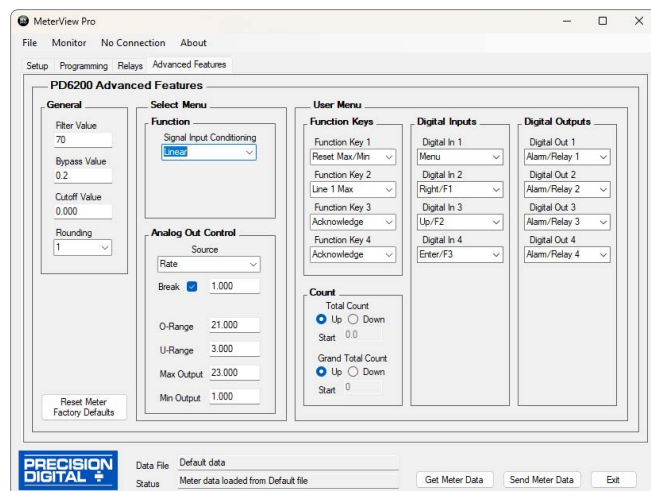 MeterView Pro
File Monitor No Connection About
Setup Programming Relays Advanced Features
PD6200 Advanced Features
General
Filter Value
70
Bypass Value
0.2
Cutoff Value
0.000
Rounding
1
Reset Meter
Factory Defaults
Select Menu
Function
Signal Input Conditioning
Linear
Analog Out Control
Source
Rate
Break 1.000
O-Range 21.000
U-Range 3.000
Max Output 23.000
Min Output 1.000
User Menu
Function Keys
Function Key 1
Reset Max/Min
Function Key 2
Line 1 Max
Function Key 3
Acknowledge
Function Key 4
Acknowledge
Count
Total Count
Up Down
Start 0.0
Grand Total Count
Up Down
Start 0
Digital Inputs
Digital In 1
Menu
Digital In 2
Right/F1
Digital In 3
Up/F2
Digital In 4
Enter/F3
Digital Outputs
Digital Out 1
Alarm/Relay 1
Digital Out 2
Alarm/Relay 2
Digital Out 3
Alarm/Relay 3
Digital Out 4
Alarm/Relay 4
PRECISION
DIGITAL
Data File Default data
Status Meter data loaded from Default file
Get Meter Data Send Meter Data Exit